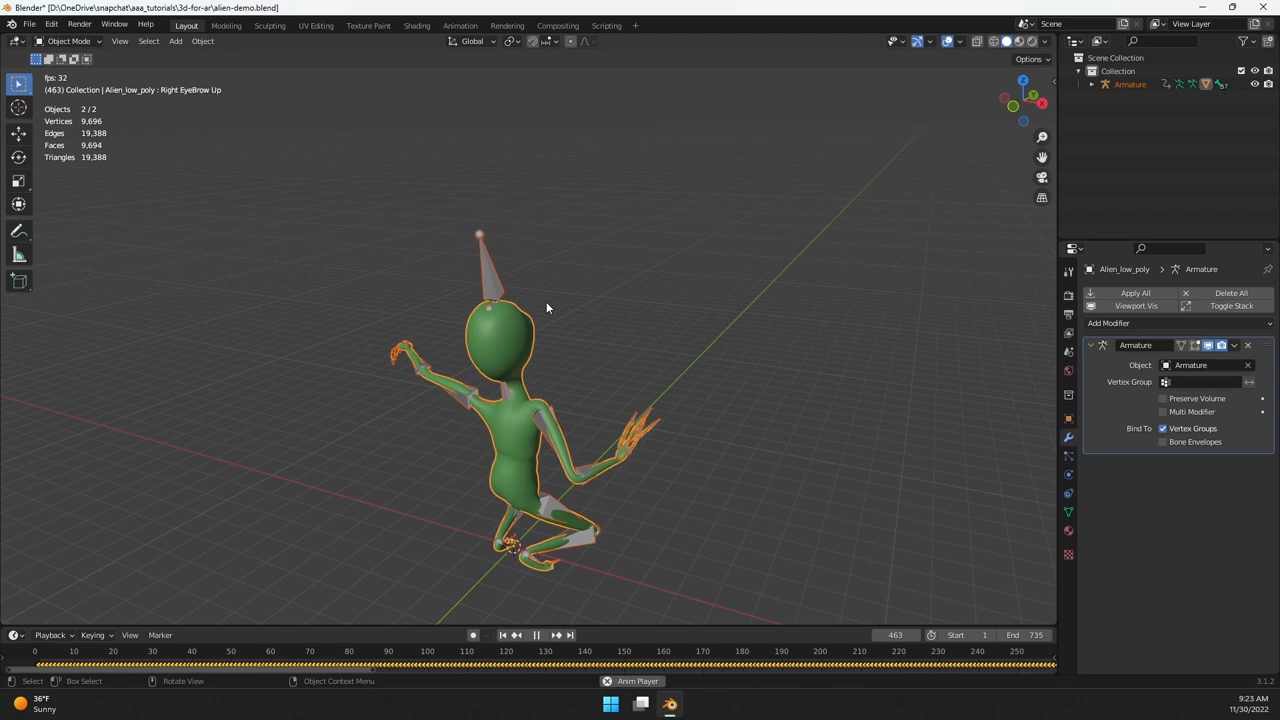 Blender* [D:\OneDrive\snapchat\aaa_tutorials\3d-for-ar\alien-demo.blend]
File Edit Render Window Help Layout Modeling Sculpting UV Editing Texture Paint Shading Animation Rendering Compositing Scripting + Scene View Layer
Object Mode View Select Add Object Global
Options
fps: 32
(463) Collection | Alien_low_poly : Right EyeBrow Up
Objects 2 / 2
Vertices 9,696
Edges 19,388
Faces 9,694
Triangles 19,388
Z
Y
X
Scene Collection
Collection
Armature 57
Alien_low_poly > Armature
Apply All Delete All
Viewport Vis Toggle Stack
Add Modifier
Armature
Object Armature
Vertex Group
Preserve Volume
Multi Modifier
Bind To Vertex Groups
Bone Envelopes
Playback Keying View Marker 463 Start 1 End 735
0 10 20 30 40 50 60 70 80 90 100 110 120 130 140 150 160 170 180 190 200 210 220 230 240 250
Select Box Select Rotate View Object Context Menu Anim Player 3.1.2
36°F
Sunny
9:23 AM
11/30/2022